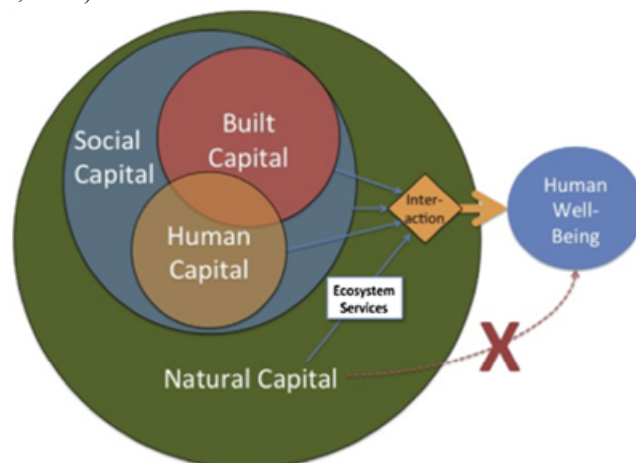 Social
Capital
Built
Capital
Human
Capital
Inter-
action
Human
Well-
Being
Ecosystem
Services
Natural Capital
X